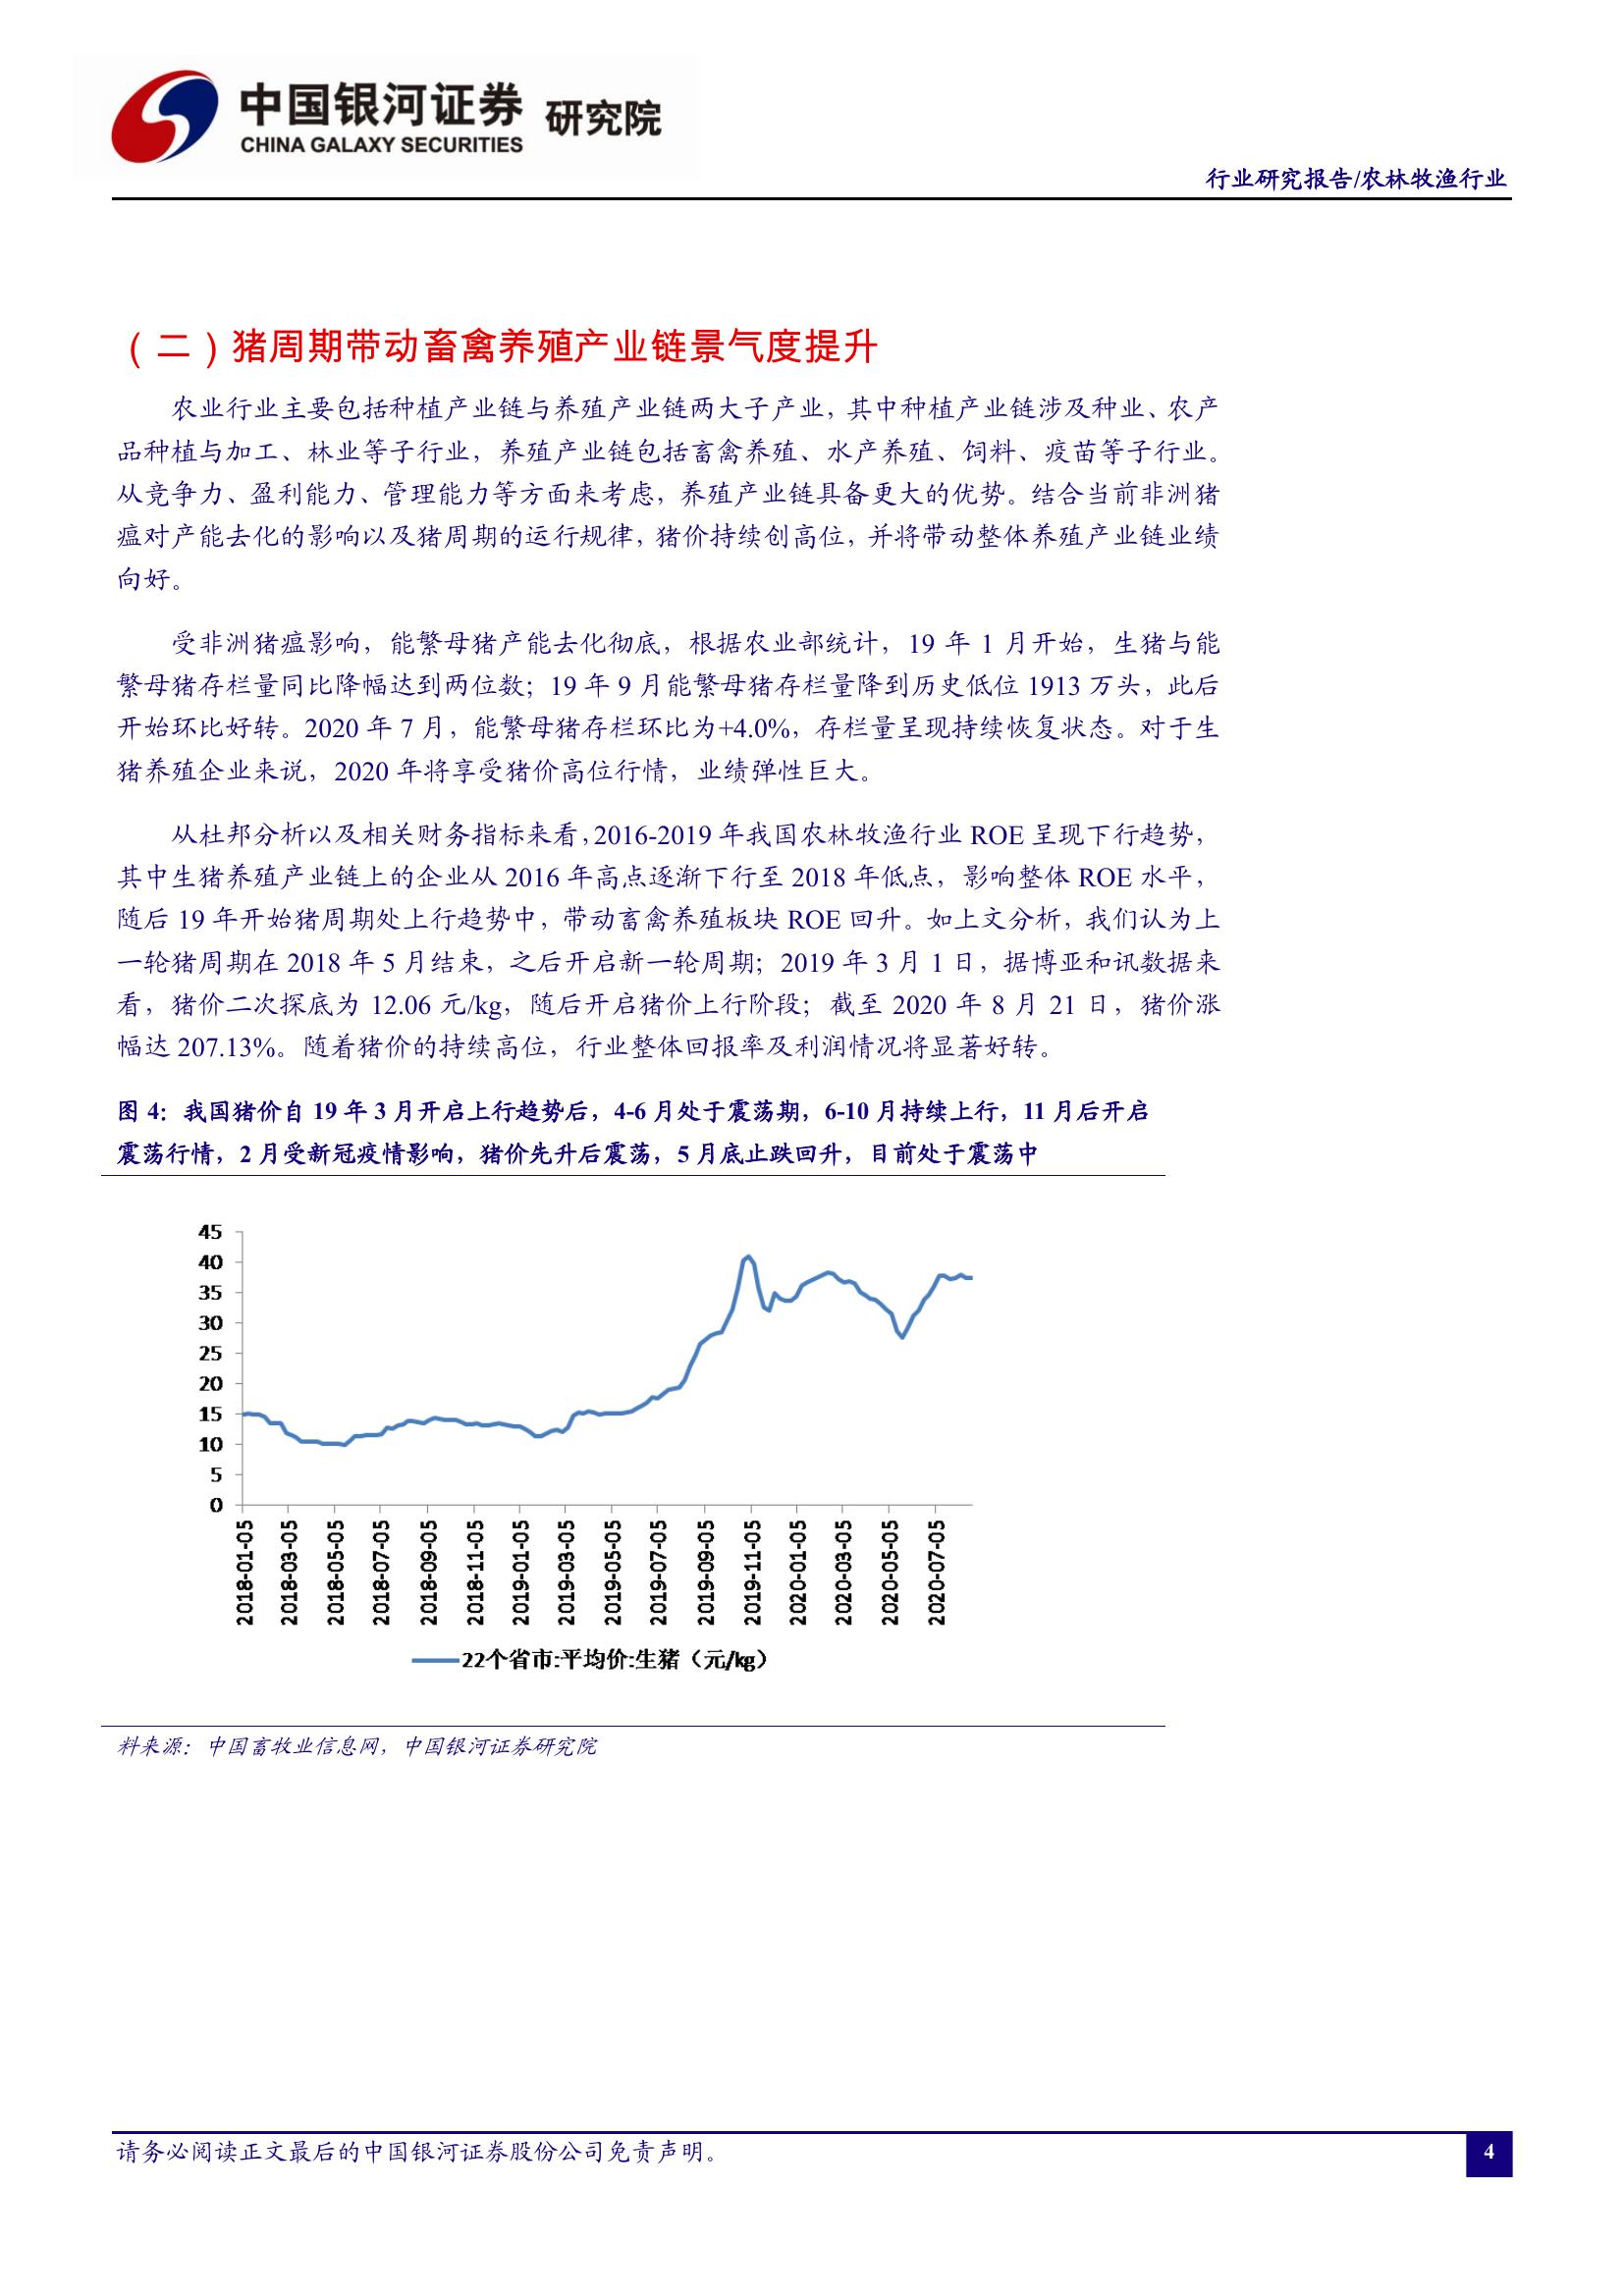 中国银河证券 研究院
CHINA GALAXY SECURITIES
行业研究报告/农林牧渔行业
（二）猪周期带动畜禽养殖产业链景气度提升
农业行业主要包括种植产业链与养殖产业链两大子产业，其中种植产业链涉及种业、农产
品种植与加工、林业等子行业，养殖产业链包括畜禽养殖、水产养殖、饲料、疫苗等子行业。
从竞争力、盈利能力、管理能力等方面来考虑，养殖产业链具备更大的优势。结合当前非洲猪
瘟对产能去化的影响以及猪周期的运行规律，猪价持续创高位，并将带动整体养殖产业链业绩
向好。
受非洲猪瘟影响，能繁母猪产能去化彻底，根据农业部统计，19 年 1 月开始，生猪与能
繁母猪存栏量同比降幅达到两位数；19 年 9 月能繁母猪存栏量降到历史低位 1913 万头，此后
开始环比好转。2020 年 7 月，能繁母猪存栏环比为+4.0%，存栏量呈现持续恢复状态。对于生
猪养殖企业来说，2020 年将享受猪价高位行情，业绩弹性巨大。
从杜邦分析以及相关财务指标来看，2016-2019 年我国农林牧渔行业 ROE 呈现下行趋势，
其中生猪养殖产业链上的企业从 2016 年高点逐渐下行至 2018 年低点，影响整体 ROE 水平，
随后 19 年开始猪周期处上行趋势中，带动畜禽养殖板块 ROE 回升。如上文分析，我们认为上
一轮猪周期在 2018 年 5 月结束，之后开启新一轮周期；2019 年 3 月 1 日，据博亚和讯数据来
看，猪价二次探底为 12.06 元/kg，随后开启猪价上行阶段；截至 2020 年 8 月 21 日，猪价涨
幅达 207.13%。随着猪价的持续高位，行业整体回报率及利润情况将显著好转。
图 4：我国猪价自 19 年 3 月开启上行趋势后，4-6 月处于震荡期，6-10 月持续上行，11 月后开启
震荡行情，2 月受新冠疫情影响，猪价先升后震荡，5 月底止跌回升，目前处于震荡中
45
40
35
30
25
20
15
10
5
0
2018-01-05
2018-03-05
2018-05-05
2018-07-05
2018-09-05
2018-11-05
2019-01-05
2019-03-05
2019-05-05
2019-07-05
2019-09-05
2019-11-05
2020-01-05
2020-03-05
2020-05-05
2020-07-05
22个省市:平均价:生猪（元/kg）
料来源：中国畜牧业信息网，中国银河证券研究院
请务必阅读正文最后的中国银河证券股份公司免责声明。
4